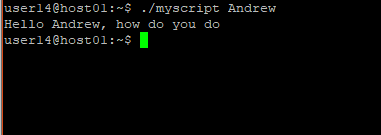 user14@host01:~$ ./myscript Andrew
Hello Andrew, how do you do
user14@host01:~$